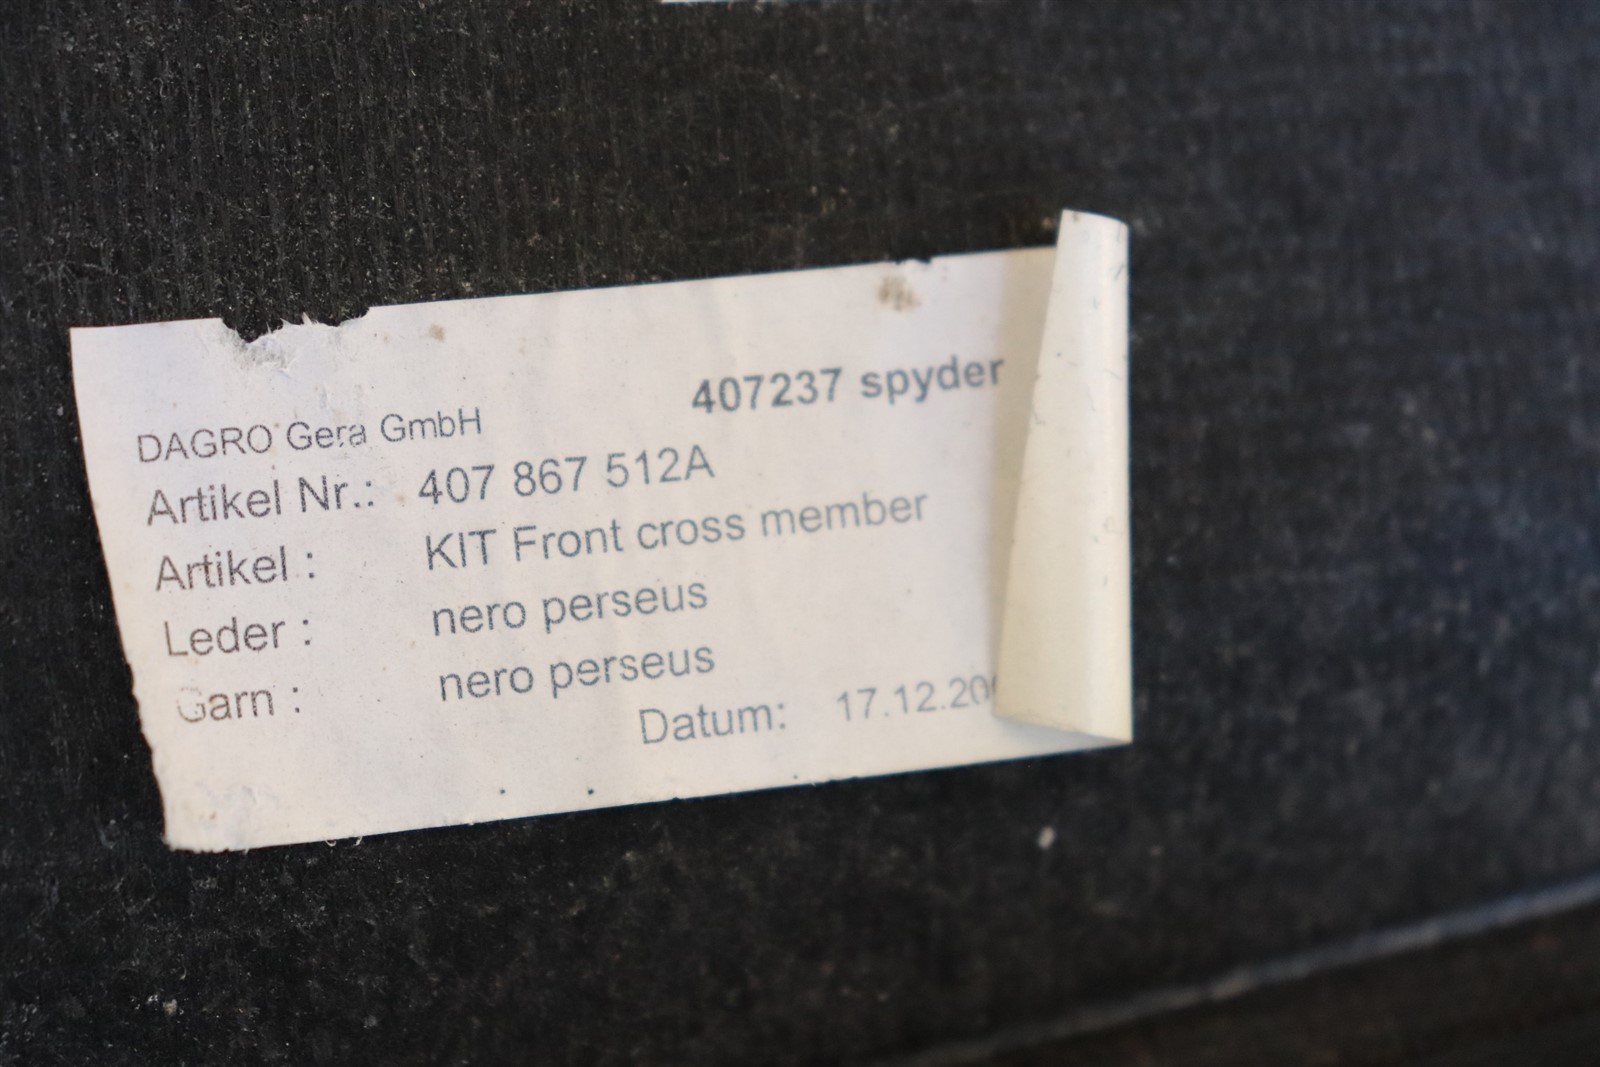 407237 spyder
DAGRO Gera GmbH
Artikel Nr.: 407 867 512A
Artikel : KIT Front cross member
Leder : nero perseus
Garn : nero perseus
Datum: 17.12.20